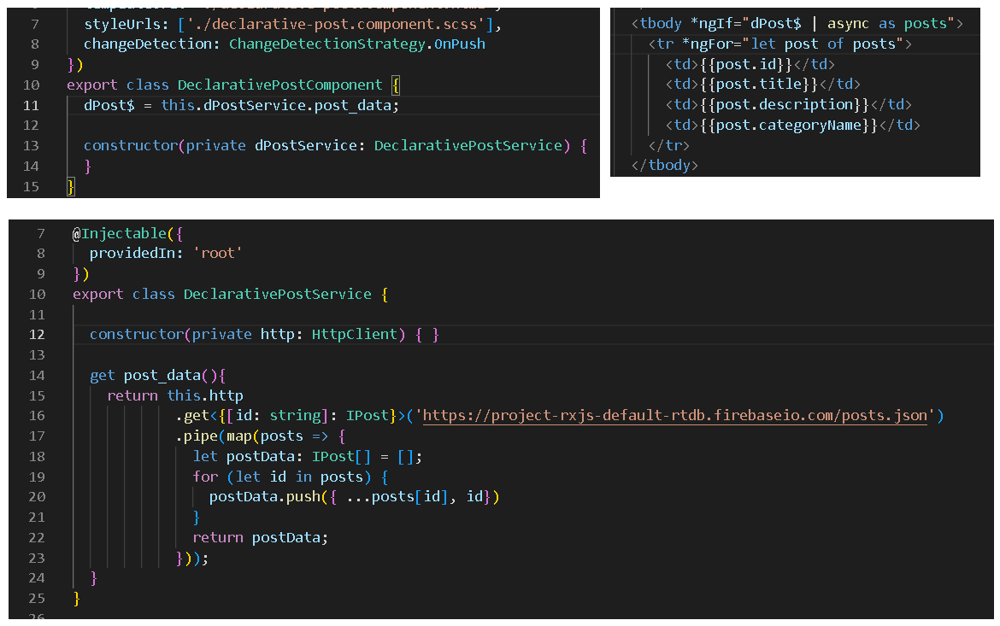 7 styleUrls: ['./declarative-post.component.scss'],
8 changeDetection: ChangeDetectionStrategy.OnPush
9 })
10 export class DeclarativePostComponent {
11 dPost$ = this.dPostService.post_data;
12
13 constructor(private dPostService: DeclarativePostService) {
14 }
15 }
<tbody *ngIf="dPost$ | async as posts">
<tr *ngFor="let post of posts">
<td>{{post.id}}</td>
<td>{{post.title}}</td>
<td>{{post.description}}</td>
<td>{{post.categoryName}}</td>
</tr>
</tbody>
7 @Injectable({
8 providedIn: 'root'
9 })
10 export class DeclarativePostService {
11
12 constructor(private http: HttpClient) { }
13
14 get post_data(){
15 return this.http
16 .get<{[id: string]: IPost}>('https://project-rxjs-default-rtdb.firebaseio.com/posts.json')
17 .pipe(map(posts => {
18 let postData: IPost[] = [];
19 for (let id in posts) {
20 postData.push({ ...posts[id], id})
21 }
22 return postData;
23 }));
24 }
25 }